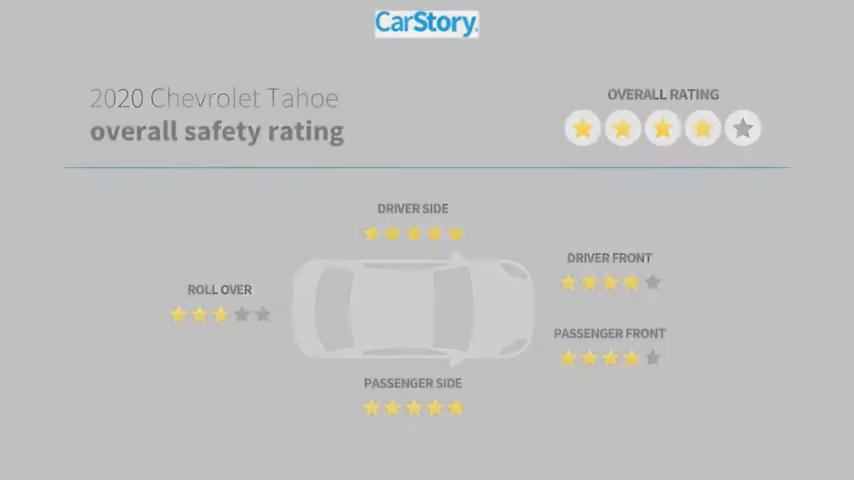 CarStory.
2020 Chevrolet Tahoe
overall safety rating
OVERALL RATING
DRIVER SIDE
DRIVER FRONT
ROLL OVER
PASSENGER FRONT
PASSENGER SIDE